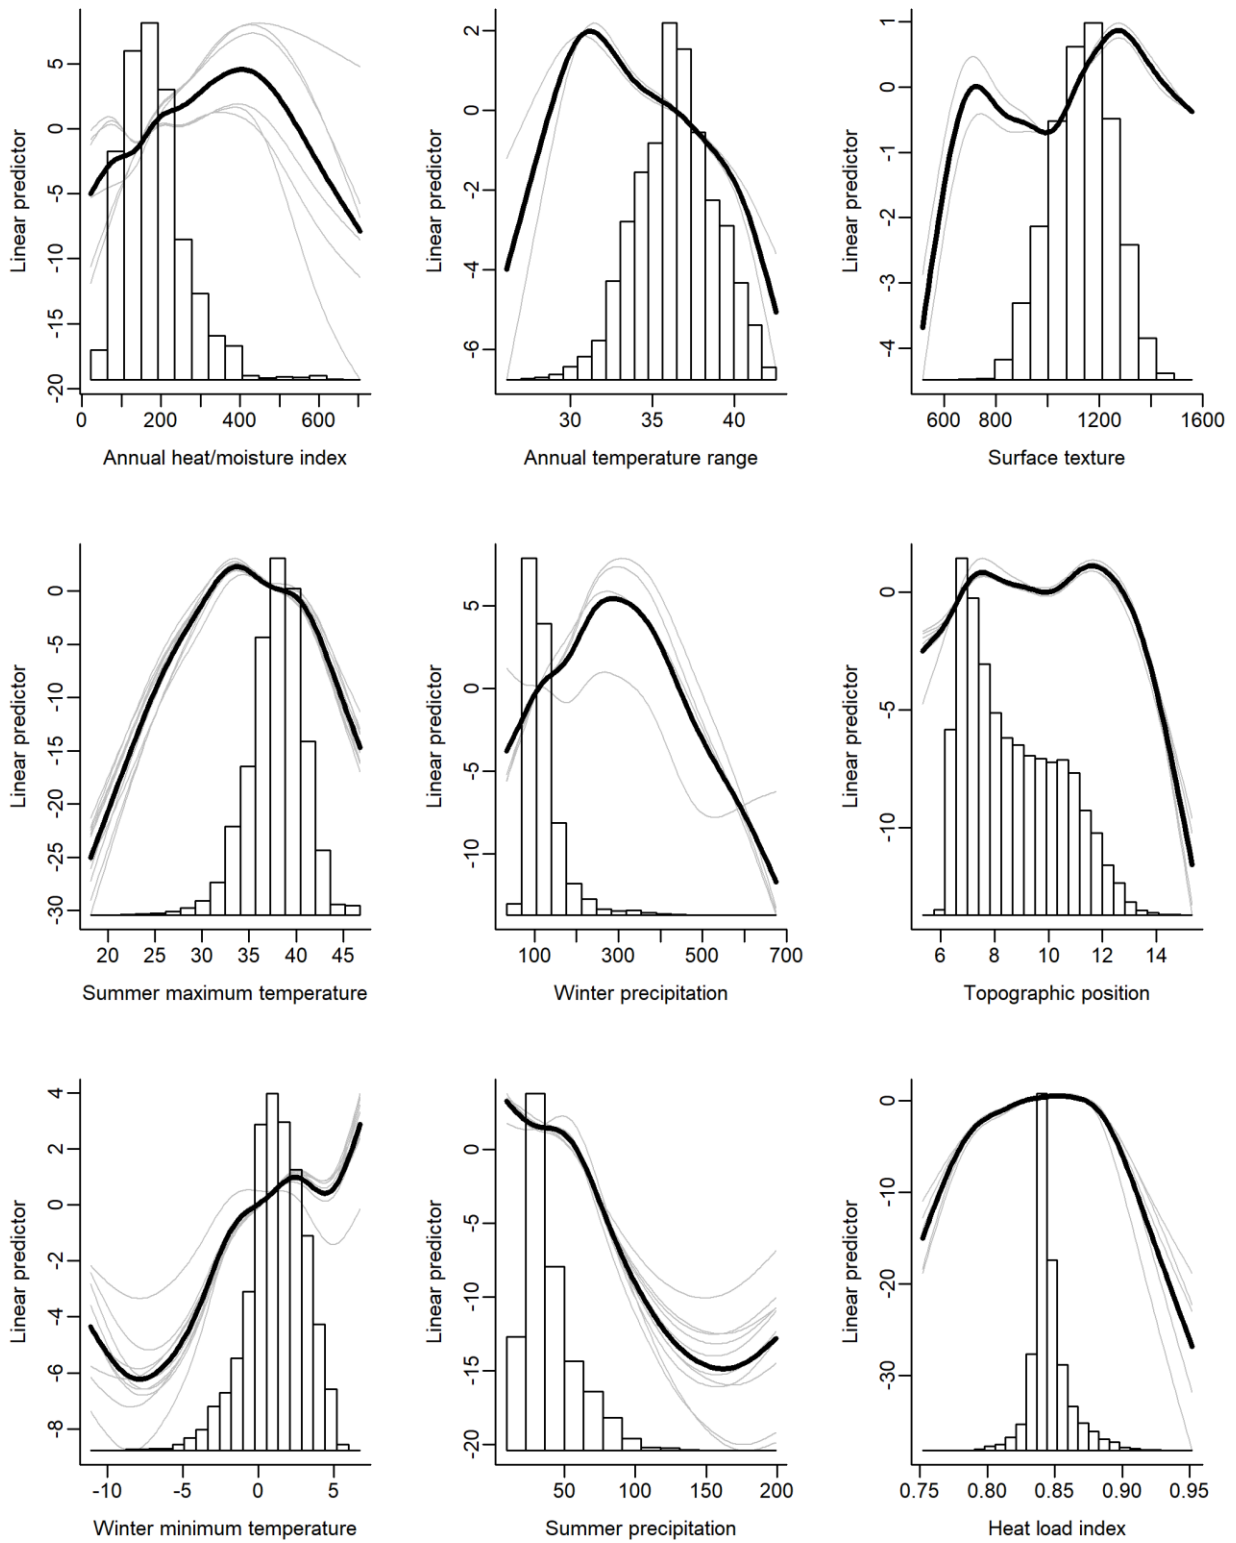 5
0
-5
-10
-15
-20
Linear predictor
0 200 400 600
Annual heat/moisture index
2
0
-2
-4
-6
Linear predictor
30 35 40
Annual temperature range
1
0
-1
-2
-3
-4
Linear predictor
600 800 1200 1600
Surface texture
0
-5
-10
-15
-20
-25
-30
Linear predictor
20 25 30 35 40 45
Summer maximum temperature
5
0
-5
-10
Linear predictor
100 300 500 700
Winter precipitation
0
-5
-10
Linear predictor
6 8 10 12 14
Topographic position
4
2
0
-2
-4
-6
-8
Linear predictor
-10 -5 0 5
Winter minimum temperature
0
-5
-10
-15
-20
Linear predictor
50 100 150 200
Summer precipitation
0
-10
-20
-30
Linear predictor
0.75 0.80 0.85 0.90 0.95
Heat load index